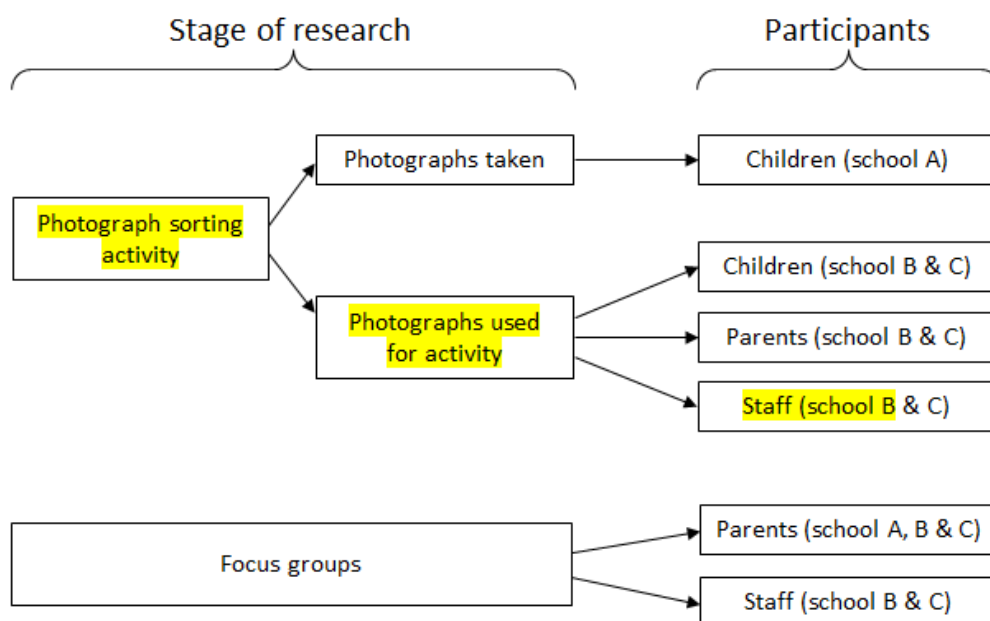 Stage of research
Participants
Photographs taken
Children (school A)
Photograph sorting
activity
Children (school B & C)
Photographs used
for activity
Parents (school B & C)
Staff (school B & C)
Parents (school A, B & C)
Focus groups
Staff (school B & C)